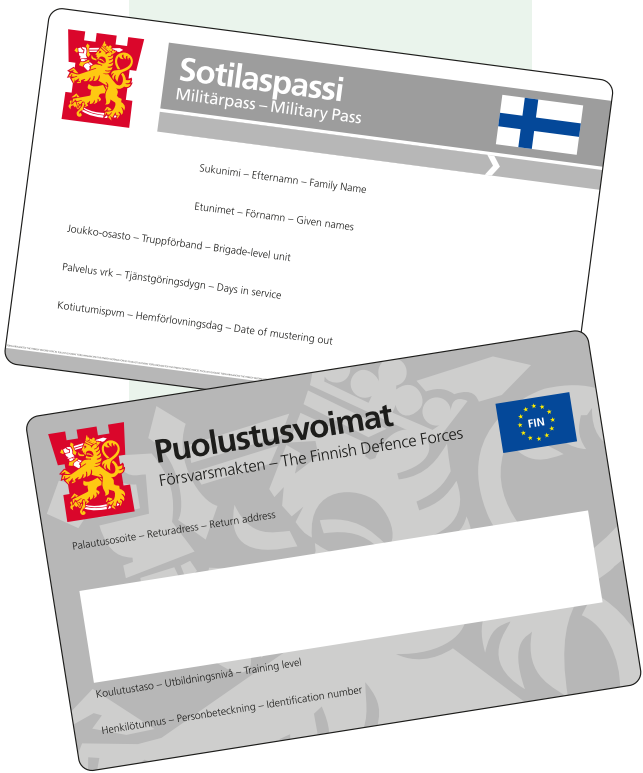 Sotilaspassi
Militärpass – Military Pass
Sukunimi – Efternamn – Family Name
Etunimet – Förnamn – Given names
Joukko-osasto – Truppförband – Brigade-level unit
Palvelus vrk – Tjänstgöringsdygn – Days in service
Kotiutumispvm – Hemförlovningsdag – Date of mustering out
Puolustusvoimat
Försvarsmakten – The Finnish Defence Forces
FIN
Palautusosoite – Returadress – Return address
Koulutustaso – Utbildningsnivå – Training level
Henkilötunnus – Personbeteckning – Identification number